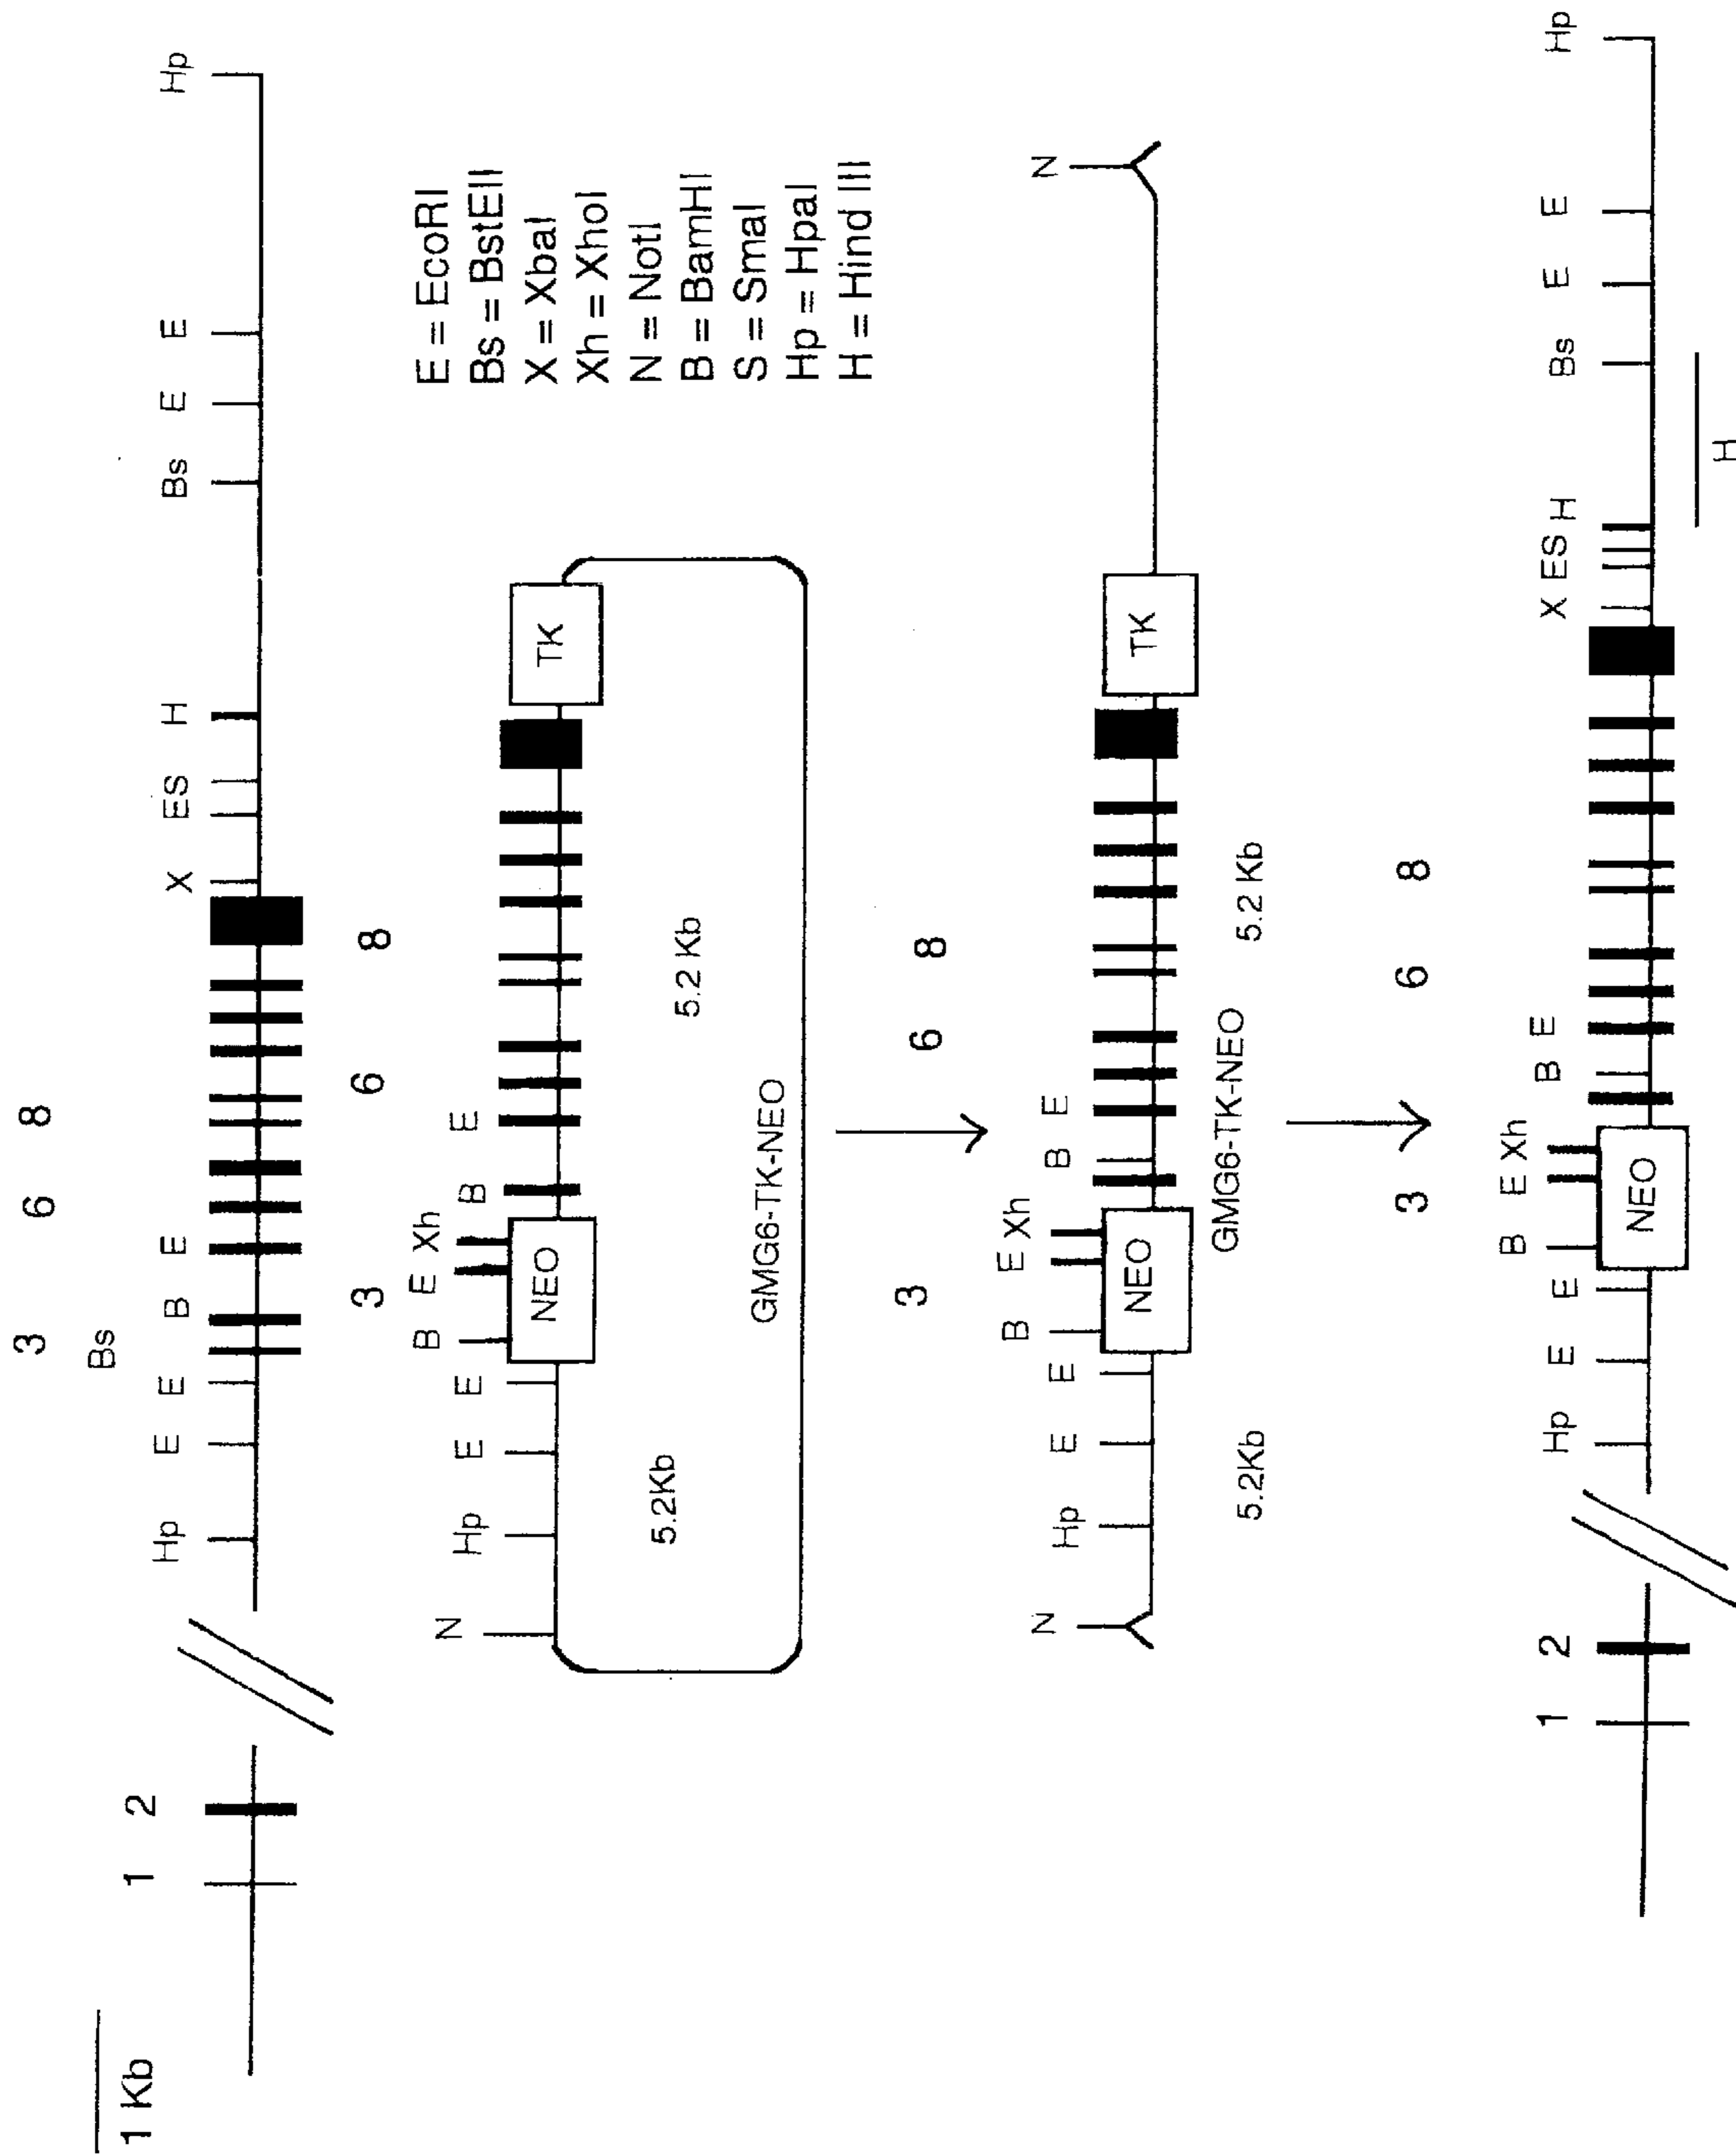 3 6 8
1 2 Hp E E Bs B E X ES H Bs E E Hp
1 Kb
3 6 8
N Hp E E B E Xh B E
NEO TK
5.2Kb 5.2 Kb
GMG6-TK-NEO
E = EcoRI
Bs = BstEII
X = XbaI
Xh = XhoI
N = NotI
B = BamHI
S = SmaI
Hp = HpaI
H = Hind III
3 6 8
N Hp E E B E Xh B E N
NEO TK
GMG6-TK-NEO
5.2Kb 5.2 Kb
3 6 8
1 2 Hp E E B E Xh B E X ES H Bs E E Hp
NEO
H